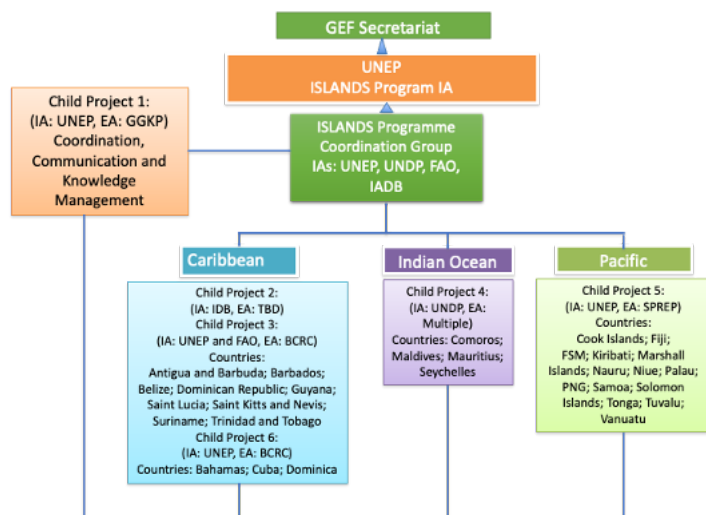 GEF Secretariat
UNEP
ISLANDS Program IA
Child Project 1:
(IA: UNEP, EA: GGKP)
Coordination,
Communication and
Knowledge
Management
ISLANDS Programme
Coordination Group
IAs: UNEP, UNDP, FAO,
IADB
Caribbean
Child Project 2:
(IA: IDB, EA: TBD)
Child Project 3:
(IA: UNEP and FAO, EA: BCRC)
Countries:
Antigua and Barbuda; Barbados;
Belize; Dominican Republic; Guyana;
Saint Lucia; Saint Kitts and Nevis;
Suriname; Trinidad and Tobago
Child Project 6:
(IA: UNEP, EA: BCRC)
Countries: Bahamas; Cuba; Dominica
Indian Ocean
Child Project 4:
(IA: UNDP, EA:
Multiple)
Countries: Comoros;
Maldives; Mauritius;
Seychelles
Pacific
Child Project 5:
(IA: UNEP, EA: SPREP)
Countries:
Cook Islands; Fiji;
FSM; Kiribati; Marshall
Islands; Nauru; Niue; Palau;
PNG; Samoa; Solomon
Islands; Tonga; Tuvalu;
Vanuatu